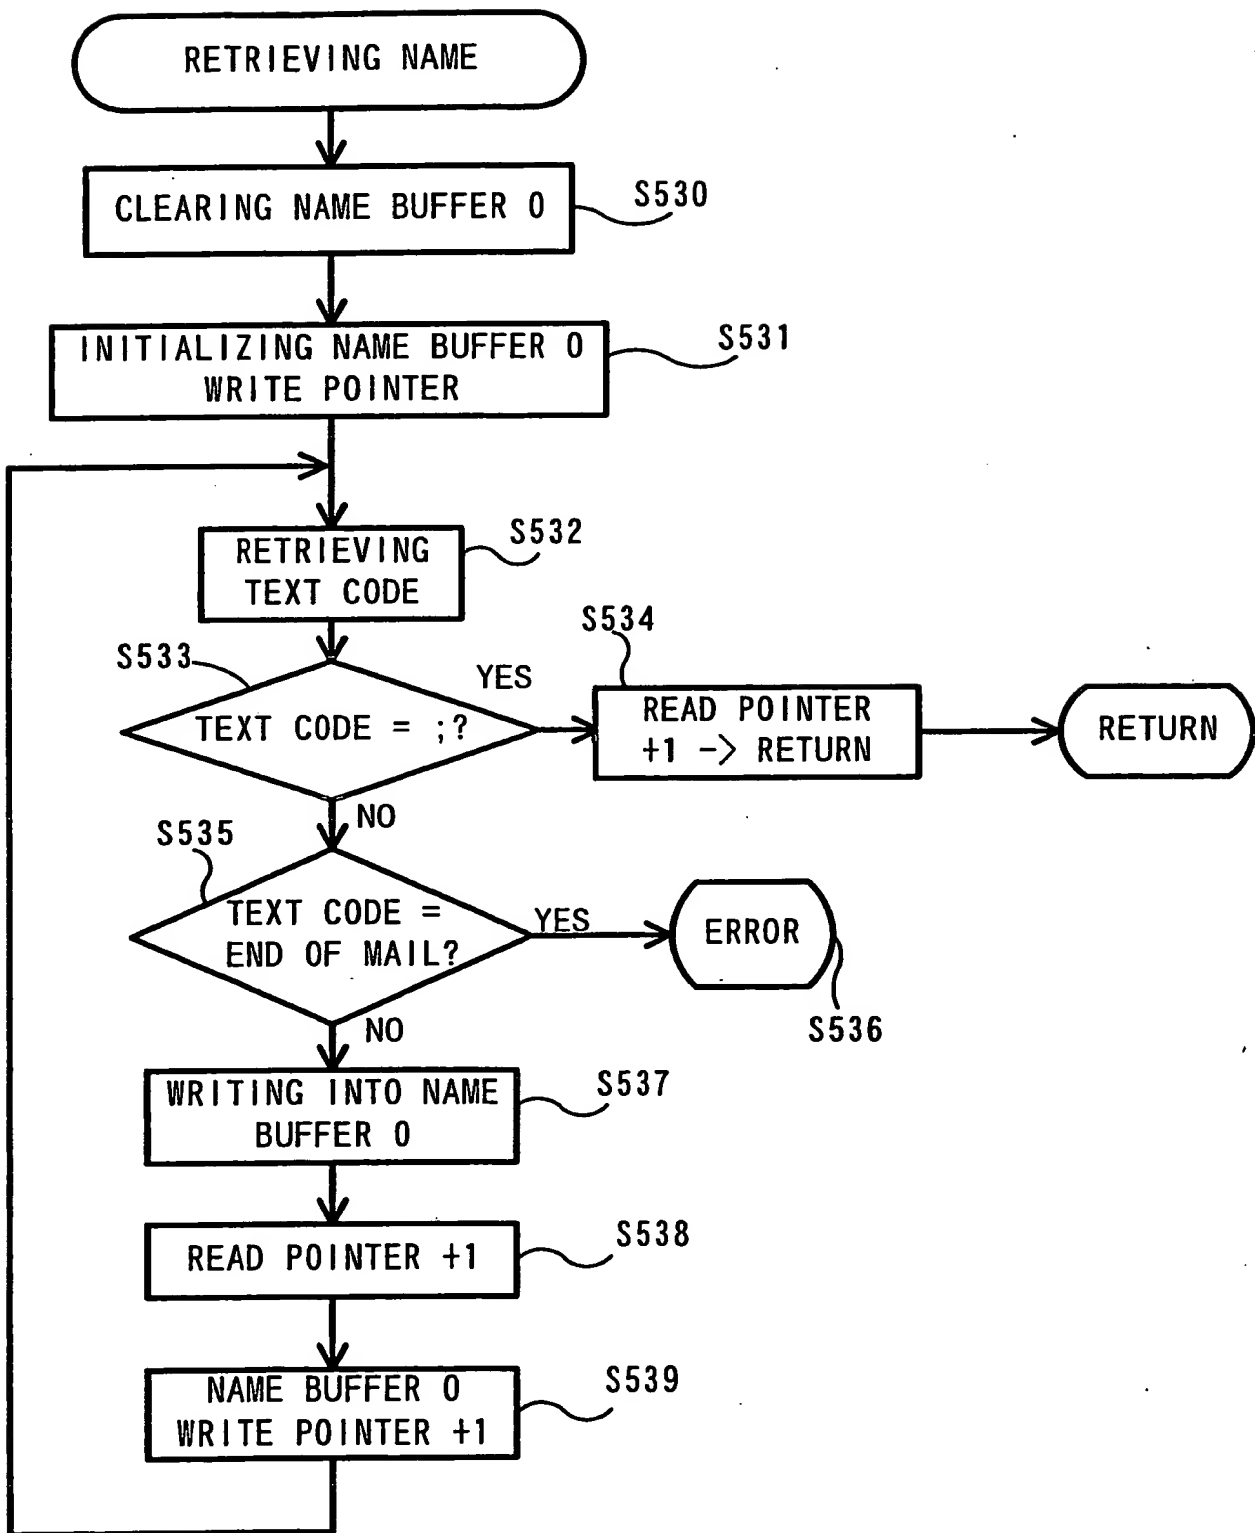 RETRIEVING NAME
CLEARING NAME BUFFER 0
S530
INITIALIZING NAME BUFFER 0
WRITE POINTER
S531
RETRIEVING
TEXT CODE
S532
S533
TEXT CODE = ;?
YES
S534
READ POINTER
+1 -> RETURN
RETURN
NO
S535
TEXT CODE =
END OF MAIL?
YES
ERROR
S536
NO
WRITING INTO NAME
BUFFER 0
S537
READ POINTER +1
S538
NAME BUFFER 0
WRITE POINTER +1
S539